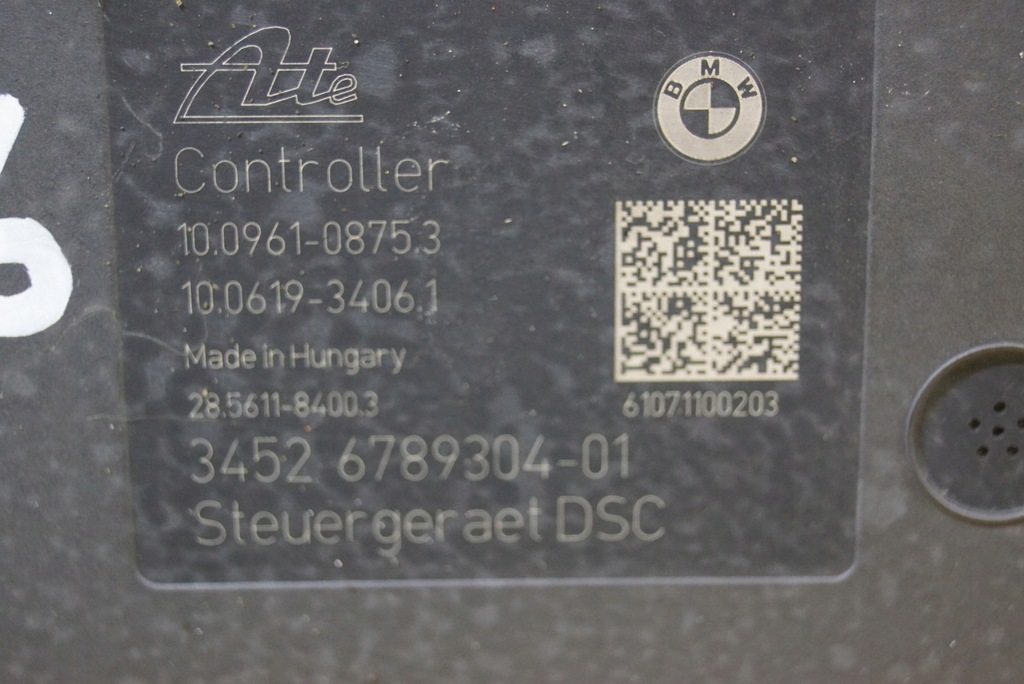 Ate
BMW
Controller
10.0961-0875.3
10.0619-3406.1
Made in Hungary
28.5611-8400.3
61071100203
3452 6789304-01
Steuergeraet DSC